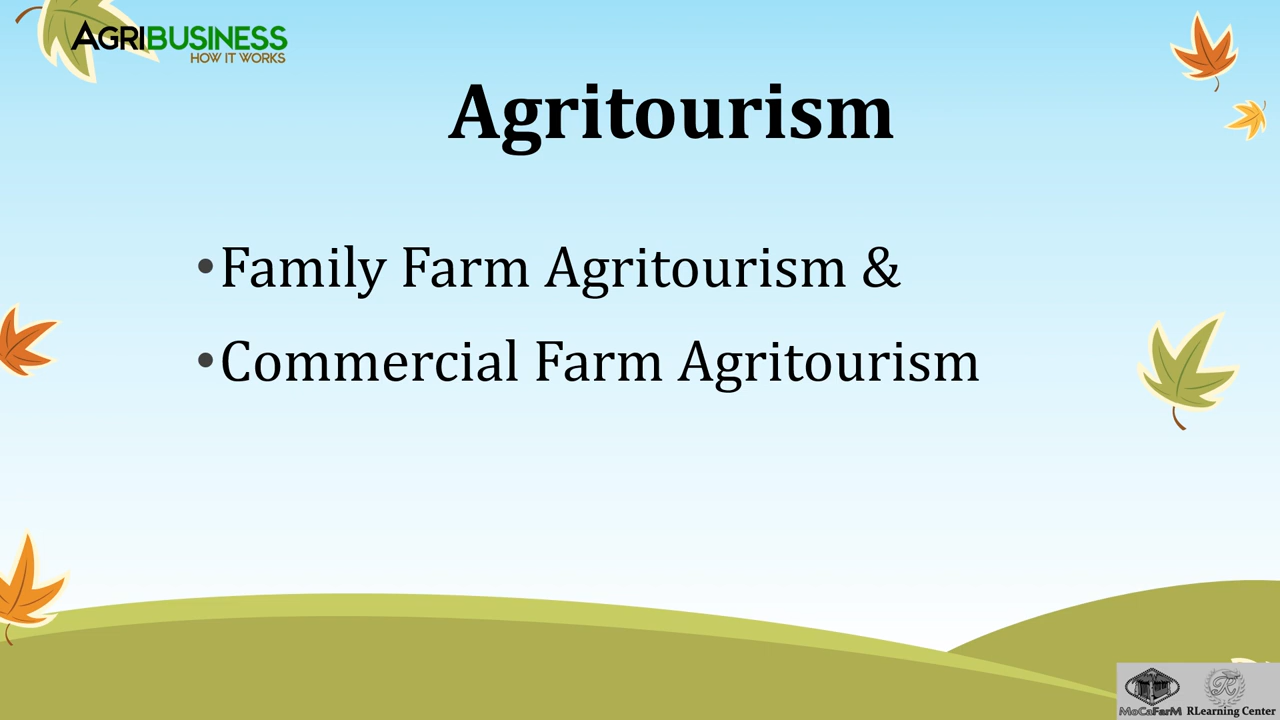 AGRIBUSINESS
HOW IT WORKS
Agritourism
•Family Farm Agritourism &
•Commercial Farm Agritourism
MoCaFarM RLearning Center